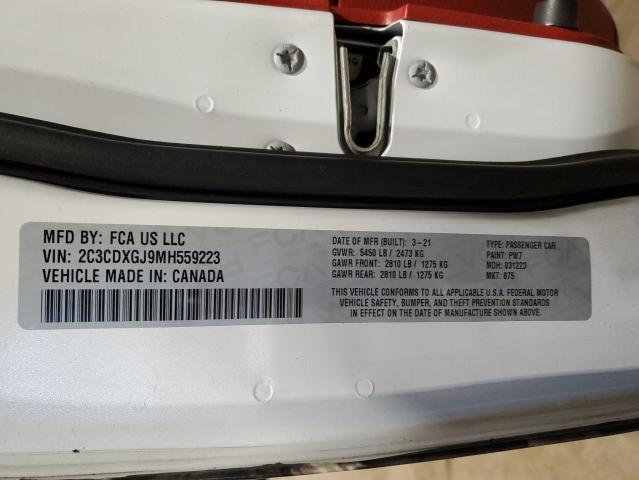 MFD BY: FCA US LLC
VIN: 2C3CDXGJ9MH559223
VEHICLE MADE IN: CANADA
DATE OF MFR (BUILT): 3-21
GVWR: 5450 LB / 2473 KG
GAWR FRONT: 2810 LB / 1275 KG
GAWR REAR: 2810 LB / 1275 KG
TYPE: PASSENGER CAR
PAINT: PW7
MDH: 031223
MKT: 875
THIS VEHICLE CONFORMS TO ALL APPLICABLE U.S.A. FEDERAL MOTOR
VEHICLE SAFETY, BUMPER, AND THEFT PREVENTION STANDARDS
IN EFFECT ON THE DATE OF MANUFACTURE SHOWN ABOVE.